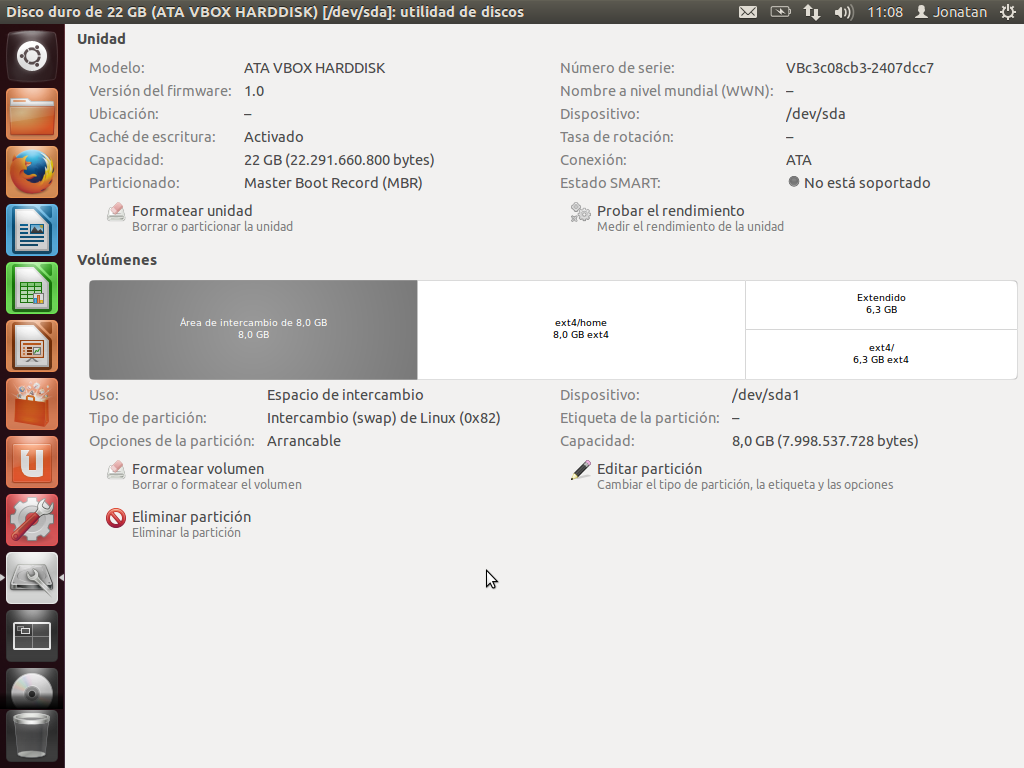 Disco duro de 22 GB (ATA VBOX HARDDISK) [/dev/sda]: utilidad de discos 11:08 Jonatan
Unidad
Modelo: ATA VBOX HARDDISK Número de serie: VBc3c08cb3-2407dcc7
Versión del firmware: 1.0 Nombre a nivel mundial (WWN): –
Ubicación: – Dispositivo: /dev/sda
Caché de escritura: Activado Tasa de rotación: –
Capacidad: 22 GB (22.291.660.800 bytes) Conexión: ATA
Particionado: Master Boot Record (MBR) Estado SMART: No está soportado
Formatear unidad Probar el rendimiento
Borrar o particionar la unidad Medir el rendimiento de la unidad
Volúmenes
Área de intercambio de 8,0 GB
8,0 GB
ext4/home
8,0 GB ext4
Extendido
6,3 GB
ext4/
6,3 GB ext4
Uso: Espacio de intercambio Dispositivo: /dev/sda1
Tipo de partición: Intercambio (swap) de Linux (0x82) Etiqueta de la partición: –
Opciones de la partición: Arrancable Capacidad: 8,0 GB (7.998.537.728 bytes)
Formatear volumen Editar partición
Borrar o formatear el volumen Cambiar el tipo de partición, la etiqueta y las opciones
Eliminar partición
Eliminar la partición